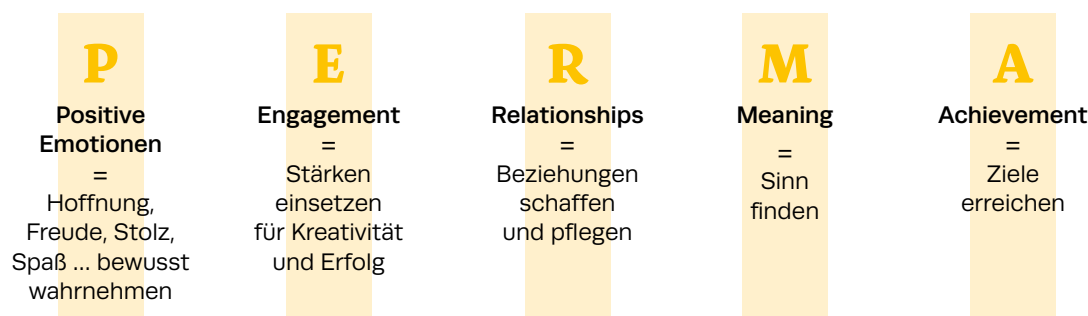 P
Positive
Emotionen
=
Hoffnung,
Freude, Stolz,
Spaß ... bewusst
wahrnehmen
E
Engagement
=
Stärken
einsetzen
für Kreativität
und Erfolg
R
Relationships
=
Beziehungen
schaffen
und pflegen
M
Meaning
=
Sinn
finden
A
Achievement
=
Ziele
erreichen